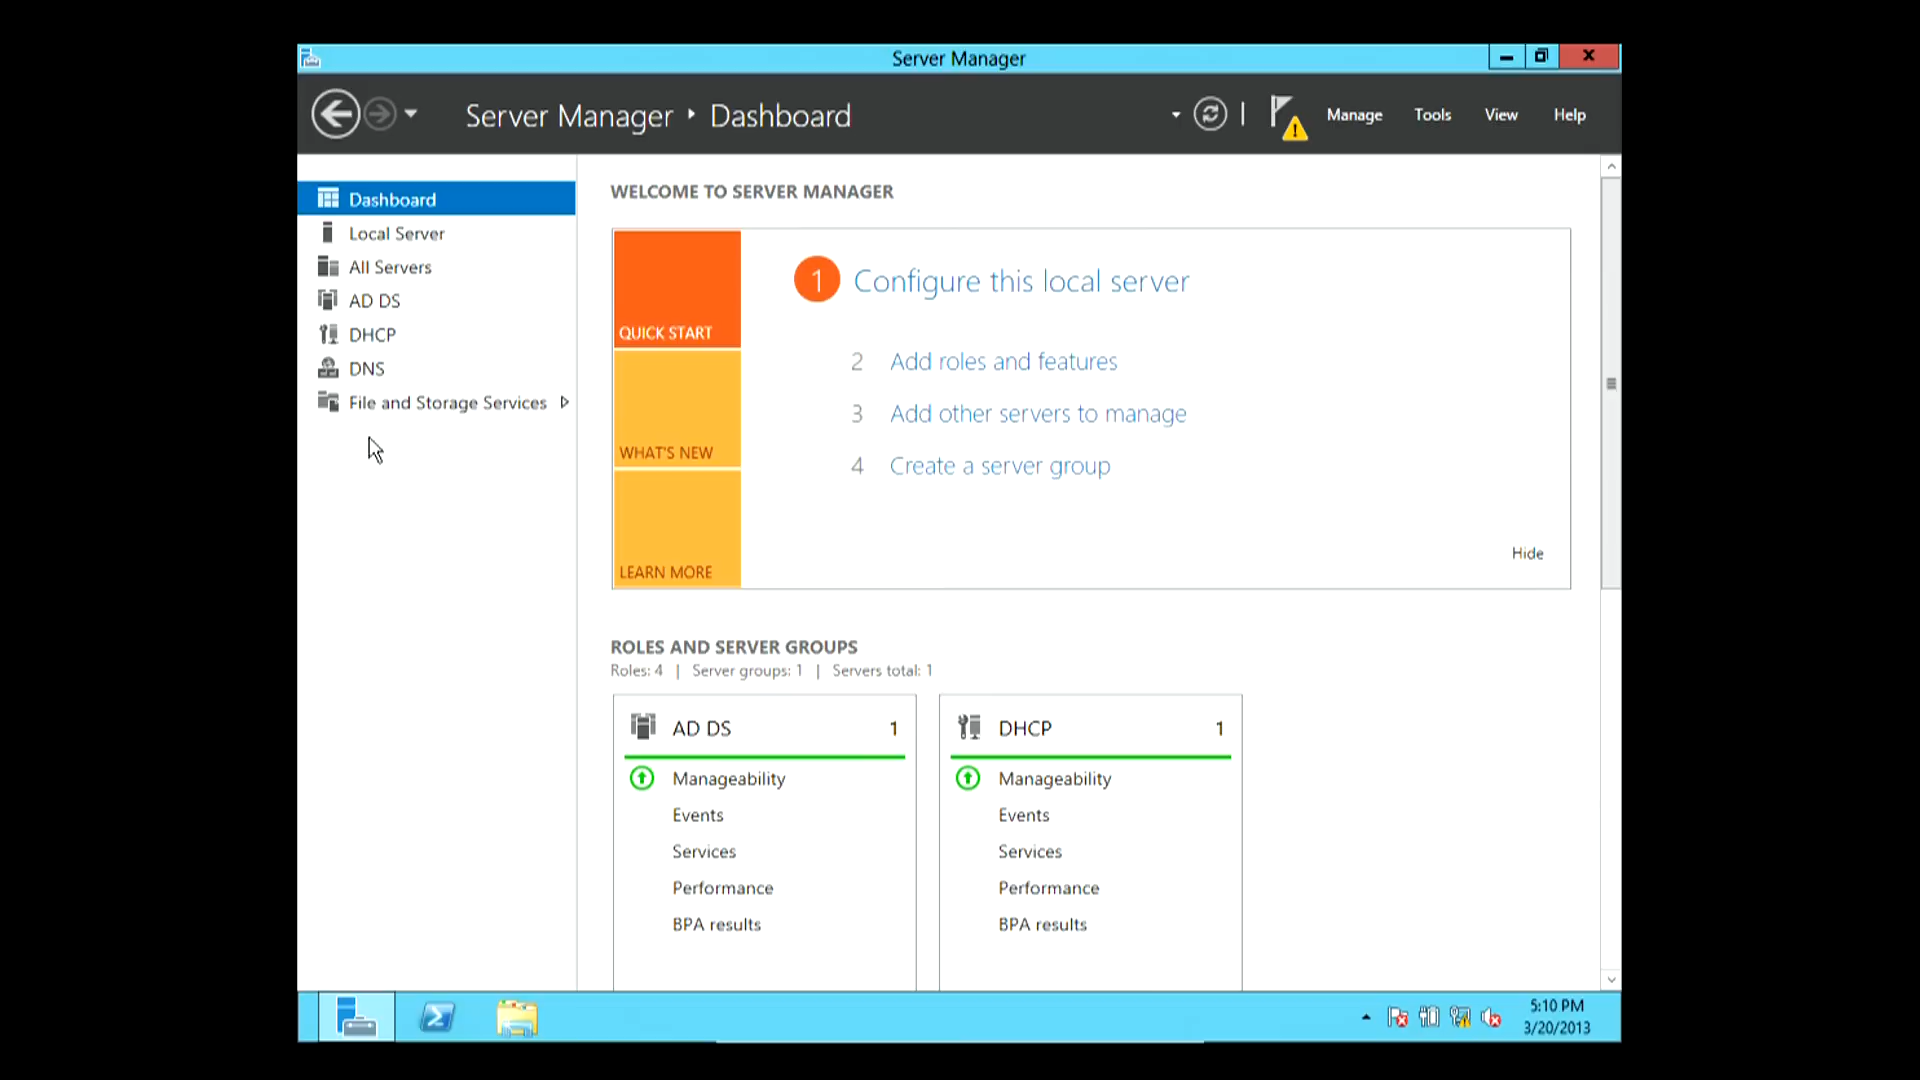 Server Manager
Server Manager ‣ Dashboard
Manage
Tools
View
Help
Dashboard
Local Server
All Servers
AD DS
DHCP
DNS
File and Storage Services
WELCOME TO SERVER MANAGER
QUICK START
WHAT'S NEW
LEARN MORE
1 Configure this local server
2 Add roles and features
3 Add other servers to manage
4 Create a server group
Hide
ROLES AND SERVER GROUPS
Roles: 4 | Server groups: 1 | Servers total: 1
AD DS 1
Manageability
Events
Services
Performance
BPA results
DHCP 1
Manageability
Events
Services
Performance
BPA results
5:10 PM
3/20/2013